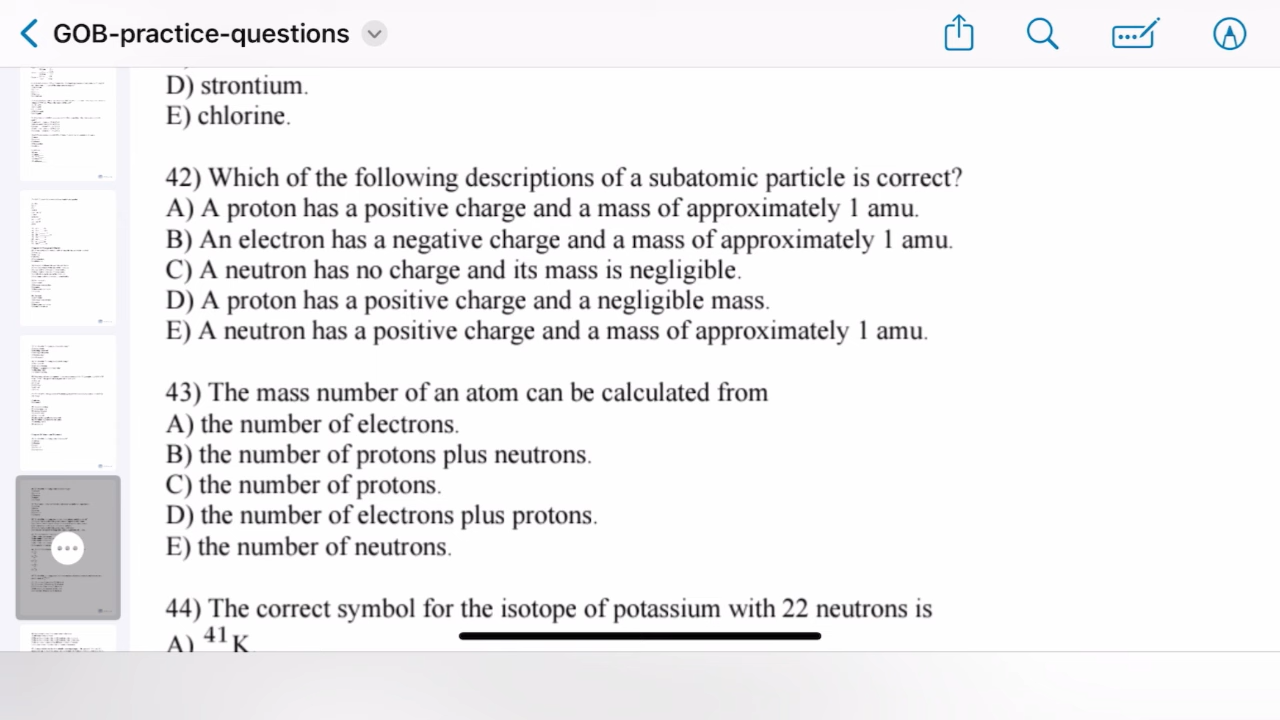 GOB-practice-questions
D) strontium.
E) chlorine.
42) Which of the following descriptions of a subatomic particle is correct?
A) A proton has a positive charge and a mass of approximately 1 amu.
B) An electron has a negative charge and a mass of approximately 1 amu.
C) A neutron has no charge and its mass is negligible.
D) A proton has a positive charge and a negligible mass.
E) A neutron has a positive charge and a mass of approximately 1 amu.
43) The mass number of an atom can be calculated from
A) the number of electrons.
B) the number of protons plus neutrons.
C) the number of protons.
D) the number of electrons plus protons.
E) the number of neutrons.
44) The correct symbol for the isotope of potassium with 22 neutrons is
A) 41 K